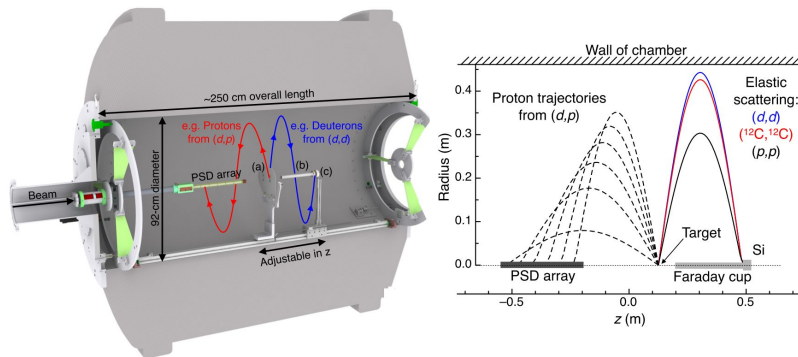 ~250 cm overall length
e.g. Protons
from (d,p)
e.g. Deuterons
from (d,d)
PSD array
(a)
(b)
(c)
Beam
92-cm diameter
Adjustable in z
Wall of chamber
Proton trajectories
from (d,p)
Elastic
scattering:
(d,d)
(¹²C,¹²C)
(p,p)
Radius (m)
0.4
0.3
0.2
0.1
0.0
Target
Si
PSD array
Faraday cup
−0.5
0.0
0.5
z (m)